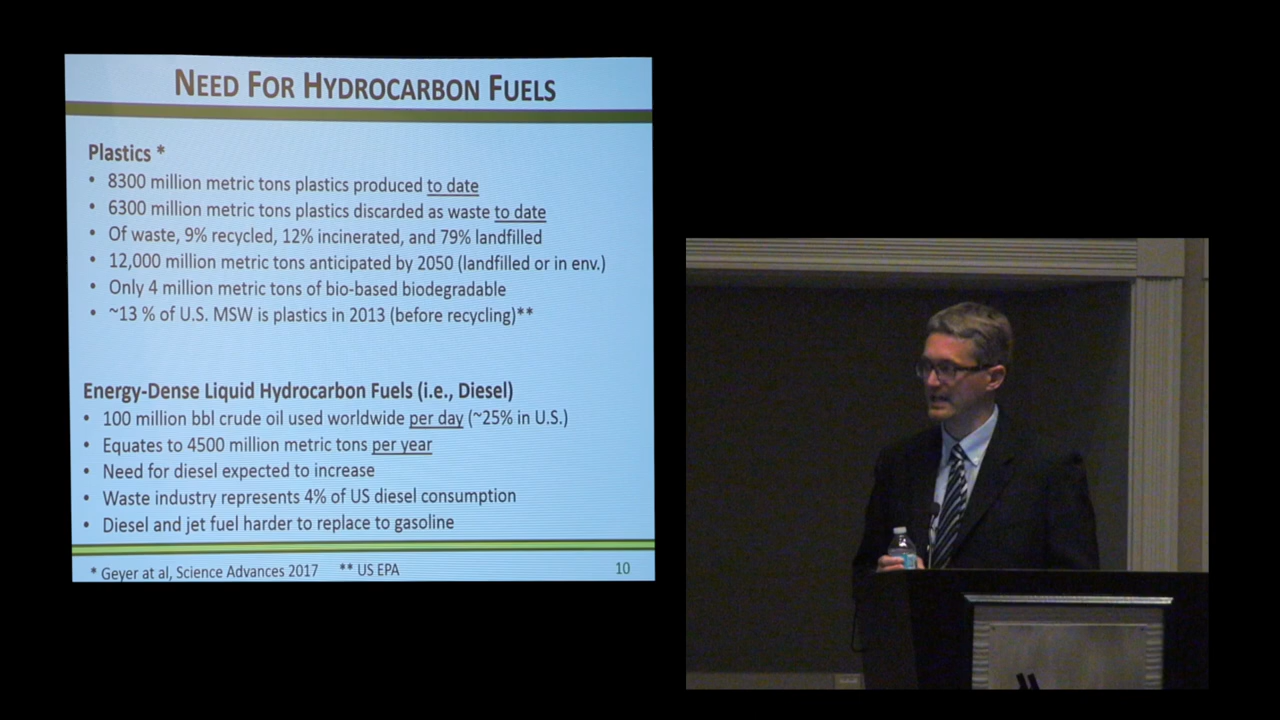 NEED FOR HYDROCARBON FUELS
Plastics *
• 8300 million metric tons plastics produced to date
• 6300 million metric tons plastics discarded as waste to date
• Of waste, 9% recycled, 12% incinerated, and 79% landfilled
• 12,000 million metric tons anticipated by 2050 (landfilled or in env.)
• Only 4 million metric tons of bio-based biodegradable
• ~13 % of U.S. MSW is plastics in 2013 (before recycling)**
Energy-Dense Liquid Hydrocarbon Fuels (i.e., Diesel)
• 100 million bbl crude oil used worldwide per day (~25% in U.S.)
• Equates to 4500 million metric tons per year
• Need for diesel expected to increase
• Waste industry represents 4% of US diesel consumption
• Diesel and jet fuel harder to replace to gasoline
* Geyer at al, Science Advances 2017 ** US EPA 10